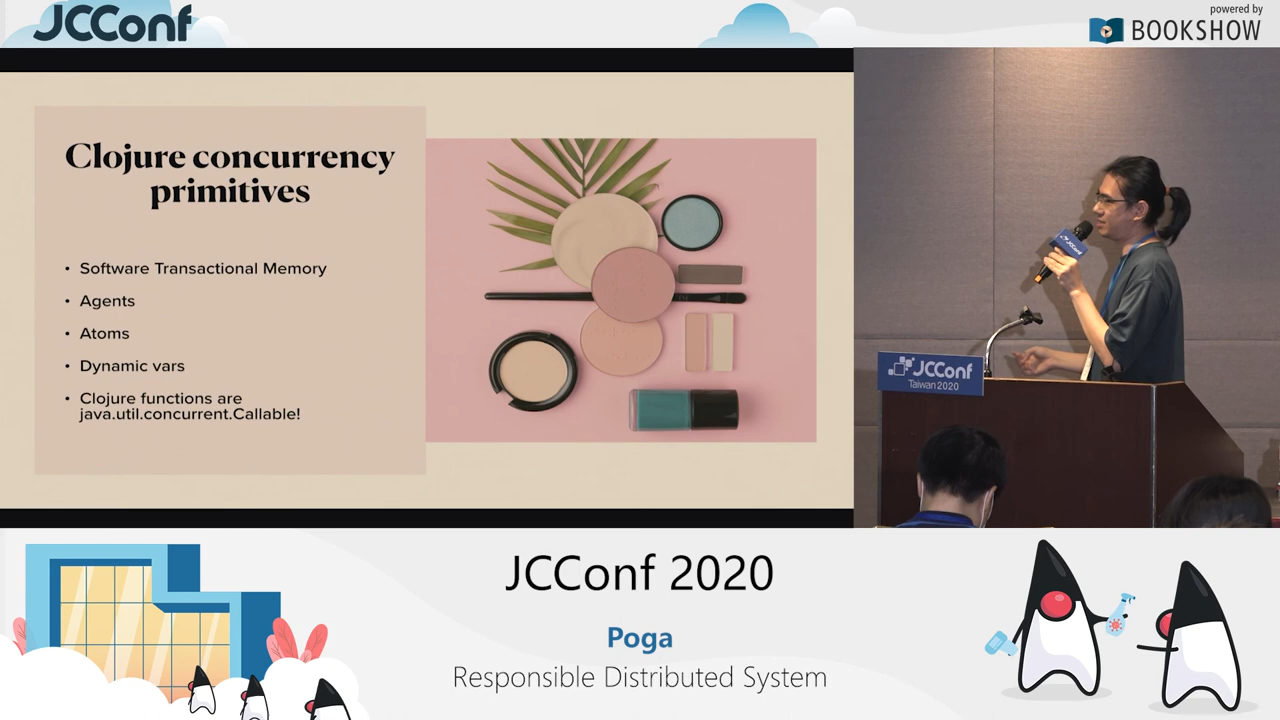 JCConf
powered by
BOOKSHOW
Clojure concurrency
primitives
• Software Transactional Memory
• Agents
• Atoms
• Dynamic vars
• Clojure functions are
java.util.concurrent.Callable!
JCConf
JCConf
Taiwan 2020
JCConf 2020
Poga
Responsible Distributed System